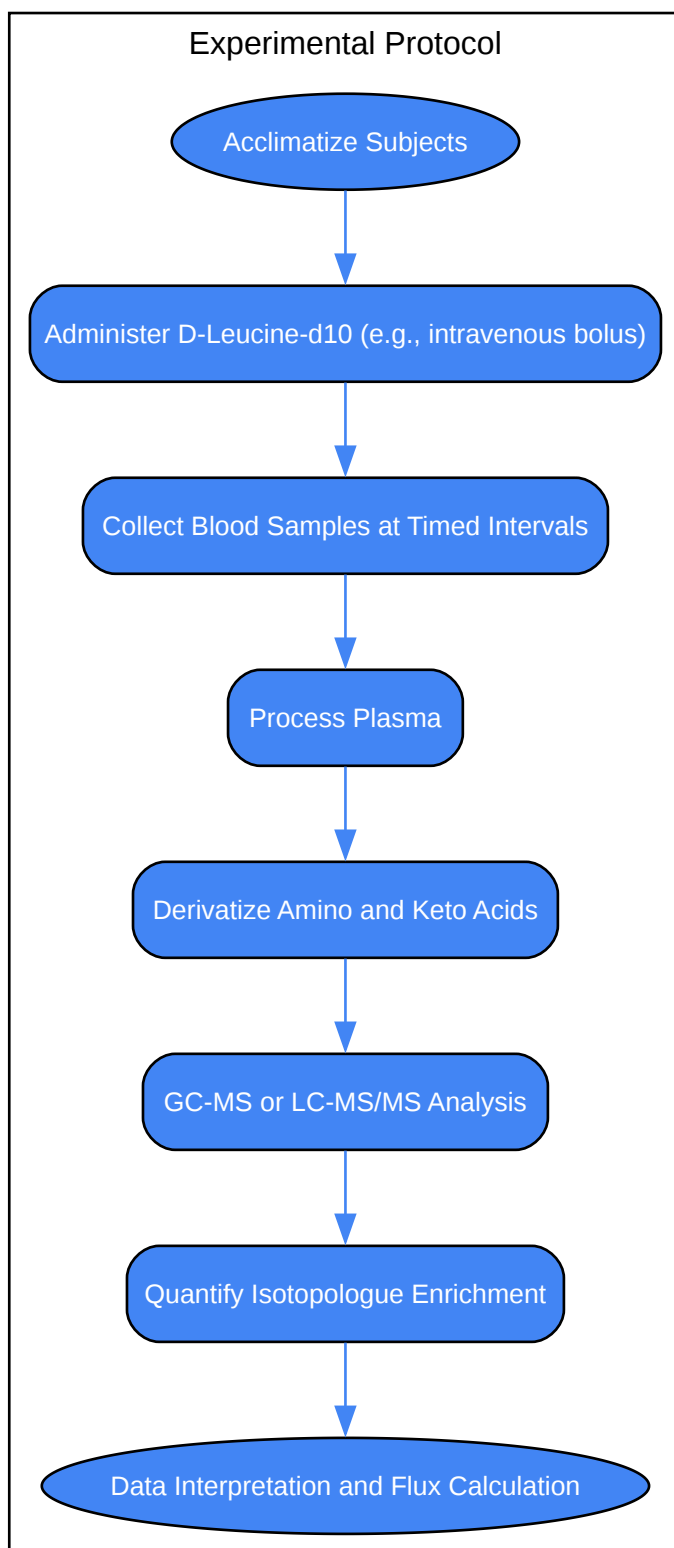 Experimental Protocol
Acclimatize Subjects
Administer D-Leucine-d10 (e.g., intravenous bolus)
Collect Blood Samples at Timed Intervals
Process Plasma
Derivatize Amino and Keto Acids
GC-MS or LC-MS/MS Analysis
Quantify Isotopologue Enrichment
Data Interpretation and Flux Calculation